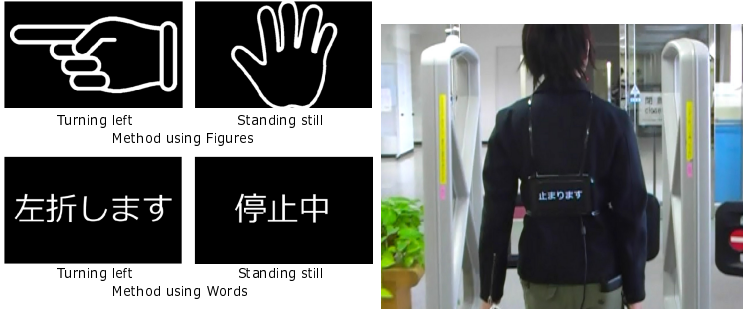 Turning left
Standing still
Method using Figures
左折します
停止中
Turning left
Standing still
Method using Words
止まります